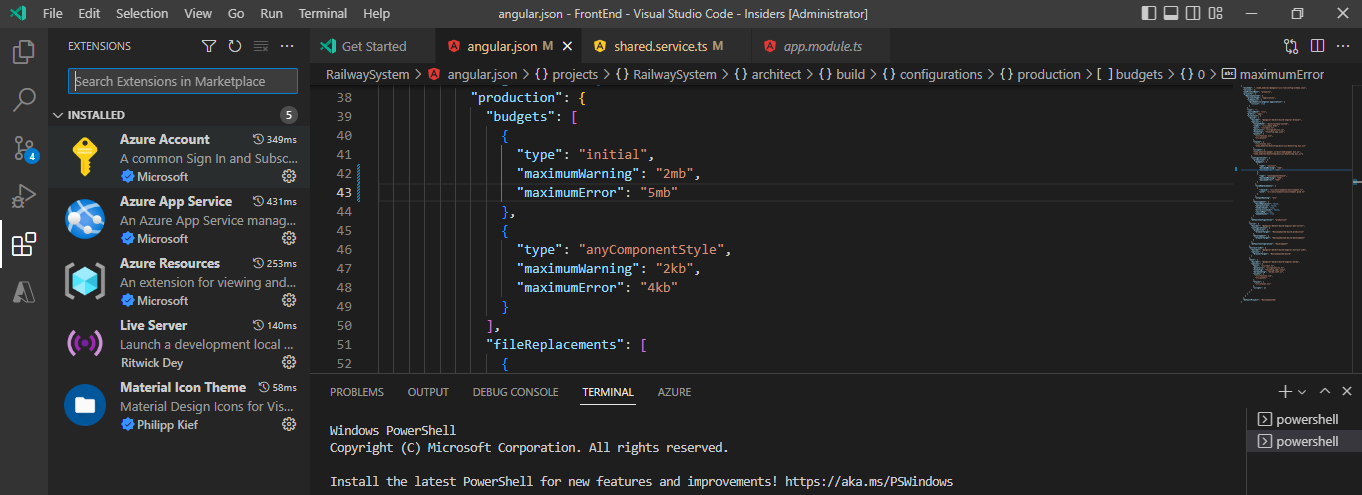 File Edit Selection View Go Run Terminal Help angular.json - FrontEnd - Visual Studio Code - Insiders [Administrator]
EXTENSIONS
Search Extensions in Marketplace
INSTALLED 5
Azure Account 349ms
A common Sign In and Subsc...
Microsoft
Azure App Service 431ms
An Azure App Service manag...
Microsoft
Azure Resources 253ms
An extension for viewing and...
Microsoft
Live Server 140ms
Launch a development local ...
Ritwick Dey
Material Icon Theme 58ms
Material Design Icons for Vis...
Philipp Kief
4
Get Started angular.json M shared.service.ts M app.module.ts
RailwaySystem > angular.json > {} projects > {} RailwaySystem > {} architect > {} build > {} configurations > {} production > [ ] budgets > {} 0 > abc maximumError
38 "production": {
39 "budgets": [
40 {
41 "type": "initial",
42 "maximumWarning": "2mb",
43 "maximumError": "5mb"
44 },
45 {
46 "type": "anyComponentStyle",
47 "maximumWarning": "2kb",
48 "maximumError": "4kb"
49 }
50 ],
51 "fileReplacements": [
52 {
PROBLEMS OUTPUT DEBUG CONSOLE TERMINAL AZURE
Windows PowerShell
Copyright (C) Microsoft Corporation. All rights reserved.
Install the latest PowerShell for new features and improvements! https://aka.ms/PSWindows
powershell
powershell